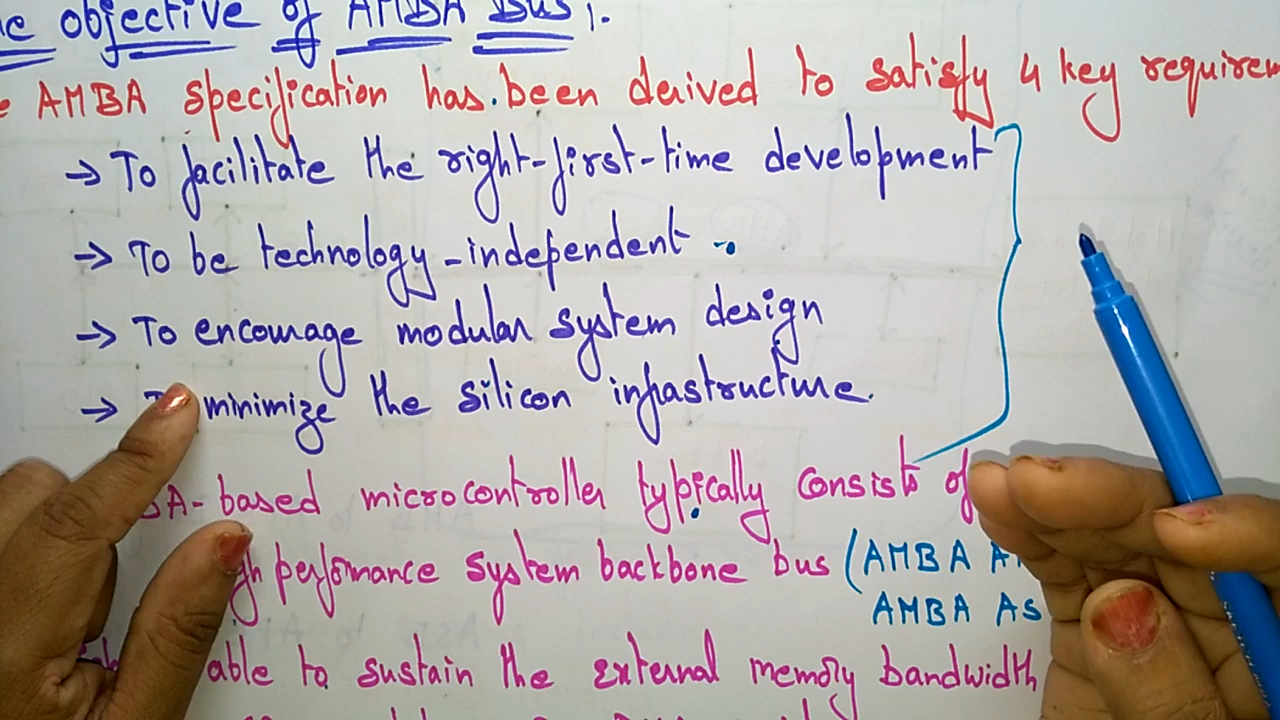 objective of AMBA Bus:.
AMBA specification has been derived to satisfy 4 key
→ To facilitate the right-first-time development
→ To be technology-independent.
→ To encourage modular system design
→ minimize the silicon infrastructure.
-based microcontroller typically consists of
performance system backbone bus (AMBA
AMBA AS
able to sustain the external memory bandwidth